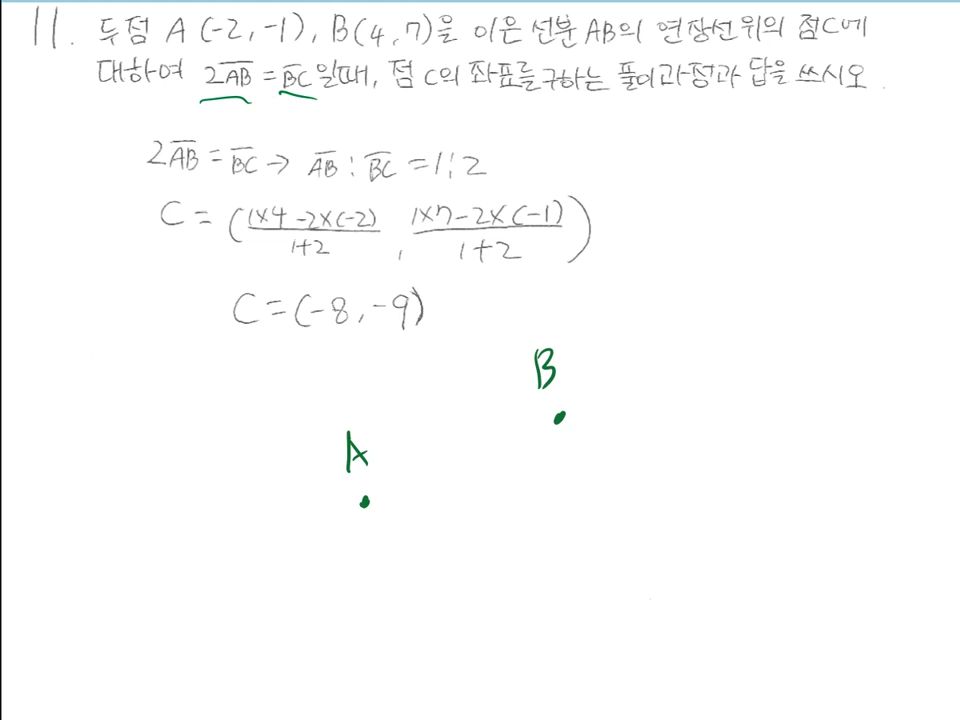 11. 두점 A (-2, -1), B(4, 7)을 이은 선분 AB의 연장선 위의 점C에
대하여 2AB = BC 일때, 점 C의 좌표를 구하는 풀이과정과 답을 쓰시오.
2AB = BC → AB : BC = 1 : 2
C = (1×4-2×(-2)/1+2, 1×7-2×(-1)/1+2)
C = (-8, -9)
B
A